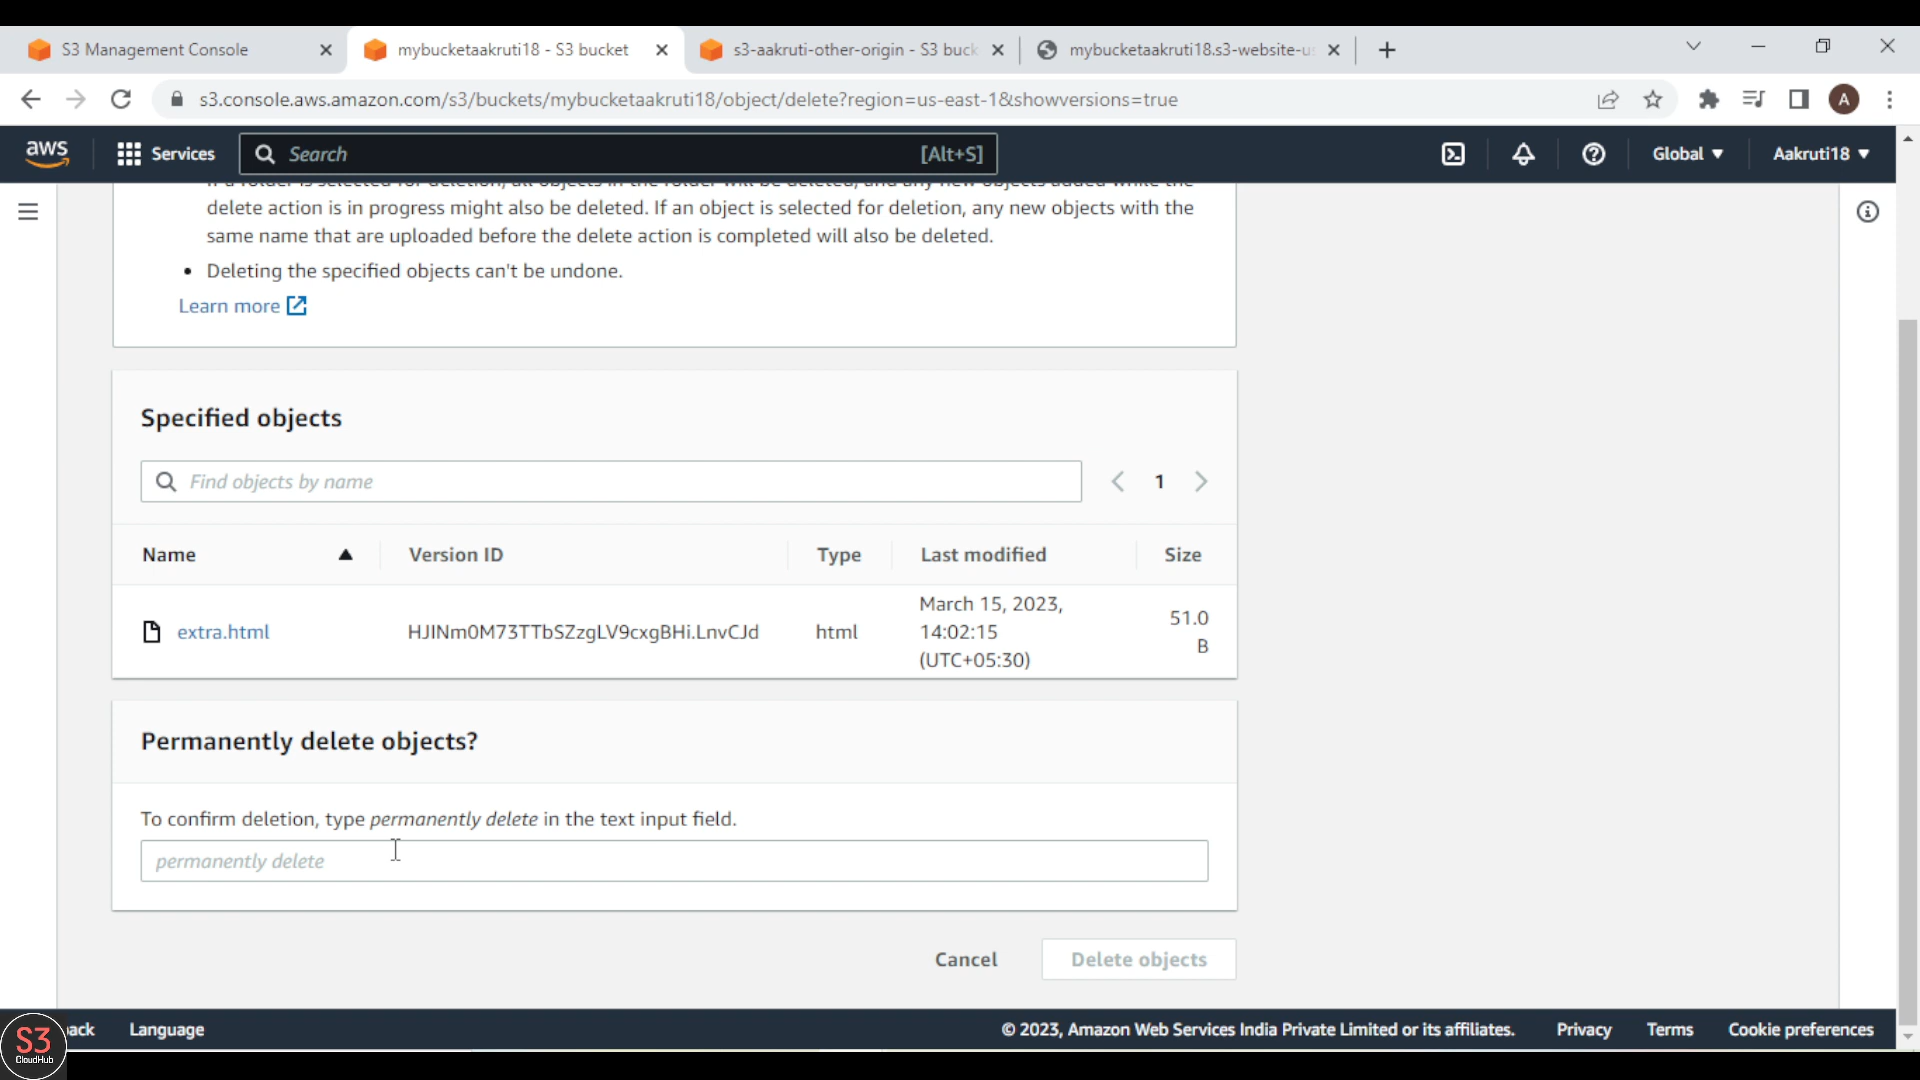 S3 Management Console
mybucketaakruti18 - S3 bucket
s3-aakruti-other-origin - S3 buck
mybucketaakruti18.s3-website-u
s3.console.aws.amazon.com/s3/buckets/mybucketaakruti18/object/delete?region=us-east-1&showversions=true
A
aws
Services
Search
[Alt+S]
Global
Aakruti18
If a folder is selected for deletion, all objects in the folder will be deleted, and any new objects added while the
delete action is in progress might also be deleted. If an object is selected for deletion, any new objects with the
same name that are uploaded before the delete action is completed will also be deleted.
• Deleting the specified objects can't be undone.
Learn more
Specified objects
Find objects by name
1
Name
Version ID
Type
Last modified
Size
extra.html
HJINm0M73TTbSZzgLV9cxgBHi.LnvCJd
html
March 15, 2023,
14:02:15
(UTC+05:30)
51.0
B
Permanently delete objects?
To confirm deletion, type permanently delete in the text input field.
permanently delete
Cancel
Delete objects
back
Language
© 2023, Amazon Web Services India Private Limited or its affiliates.
Privacy
Terms
Cookie preferences
S3
CloudHub